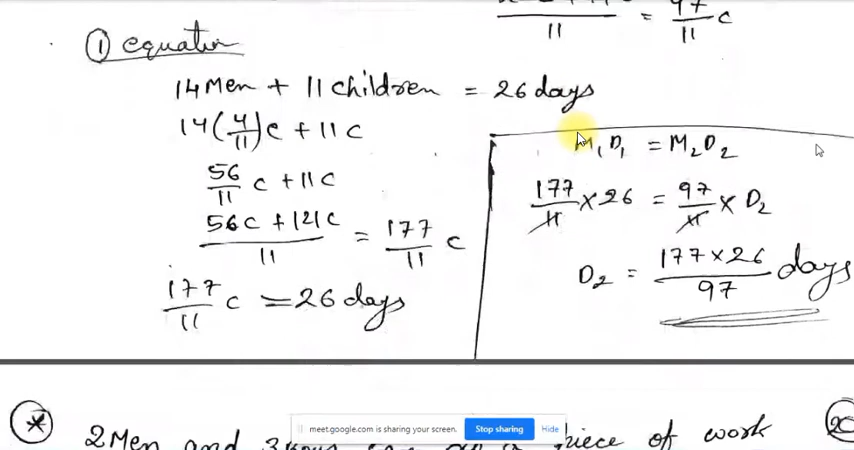 11 = 97/11 c
① equation
14 Men + 11 children = 26 days
14(4/11)c + 11c
56/11 c + 11c
56c + 121c / 11 = 177/11 c
177/11 c = 26 days
M₁D₁ = M₂D₂
177/11 × 26 = 97/11 × D₂
D₂ = 177×26/97 days
* 2 Men and 3 piece of work
meet.google.com is sharing your screen. Stop sharing Hide